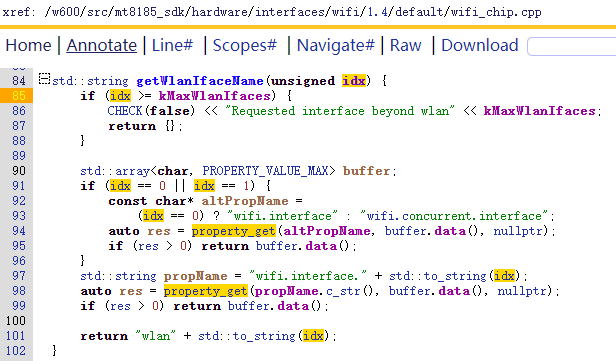 xref: /w600/src/mt8185_sdk/hardware/interfaces/wifi/1.4/default/wifi_chip.cpp
Home | Annotate | Line# | Scopes# | Navigate# | Raw | Download
84 std::string getWlanIfaceName(unsigned idx) {
85     if (idx >= kMaxWlanIfaces) {
86         CHECK(false) << "Requested interface beyond wlan" << kMaxWlanIfaces;
87         return {};
88     }
89
90     std::array<char, PROPERTY_VALUE_MAX> buffer;
91     if (idx == 0 || idx == 1) {
92         const char* altPropName =
93             (idx == 0) ? "wifi.interface" : "wifi.concurrent.interface";
94         auto res = property_get(altPropName, buffer.data(), nullptr);
95         if (res > 0) return buffer.data();
96     }
97     std::string propName = "wifi.interface." + std::to_string(idx);
98     auto res = property_get(propName.c_str(), buffer.data(), nullptr);
99     if (res > 0) return buffer.data();
100
101     return "wlan" + std::to_string(idx);
102 }